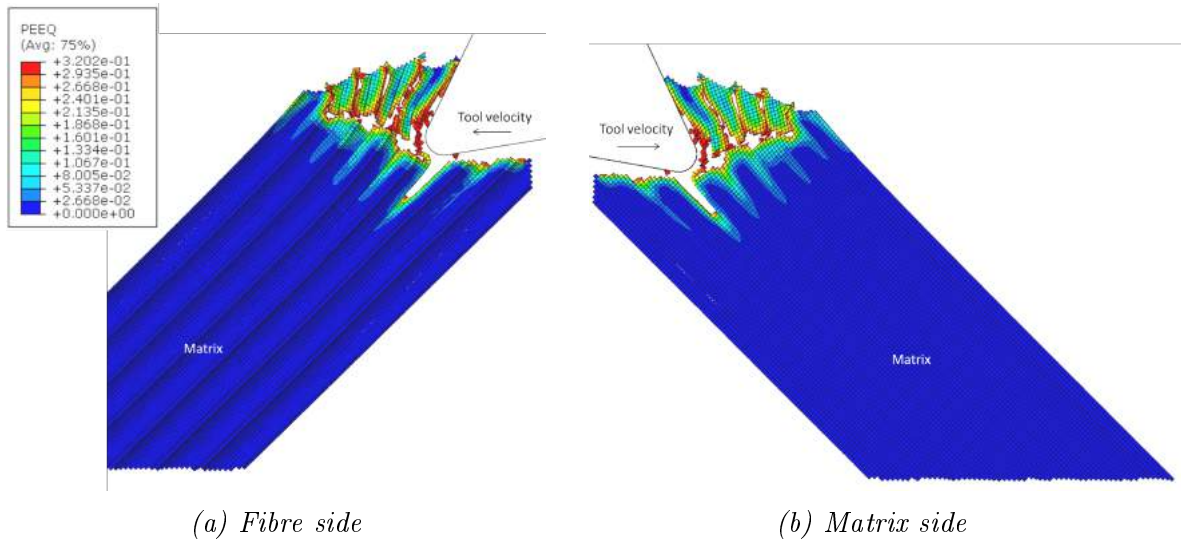 PEEQ
(Avg: 75%)
+3.202e-01
+2.935e-01
+2.668e-01
+2.401e-01
+2.135e-01
+1.868e-01
+1.601e-01
+1.334e-01
+1.067e-01
+8.005e-02
+5.337e-02
+2.668e-02
+0.000e+00
Tool velocity
Matrix
Tool velocity
Matrix
(a) Fibre side
(b) Matrix side